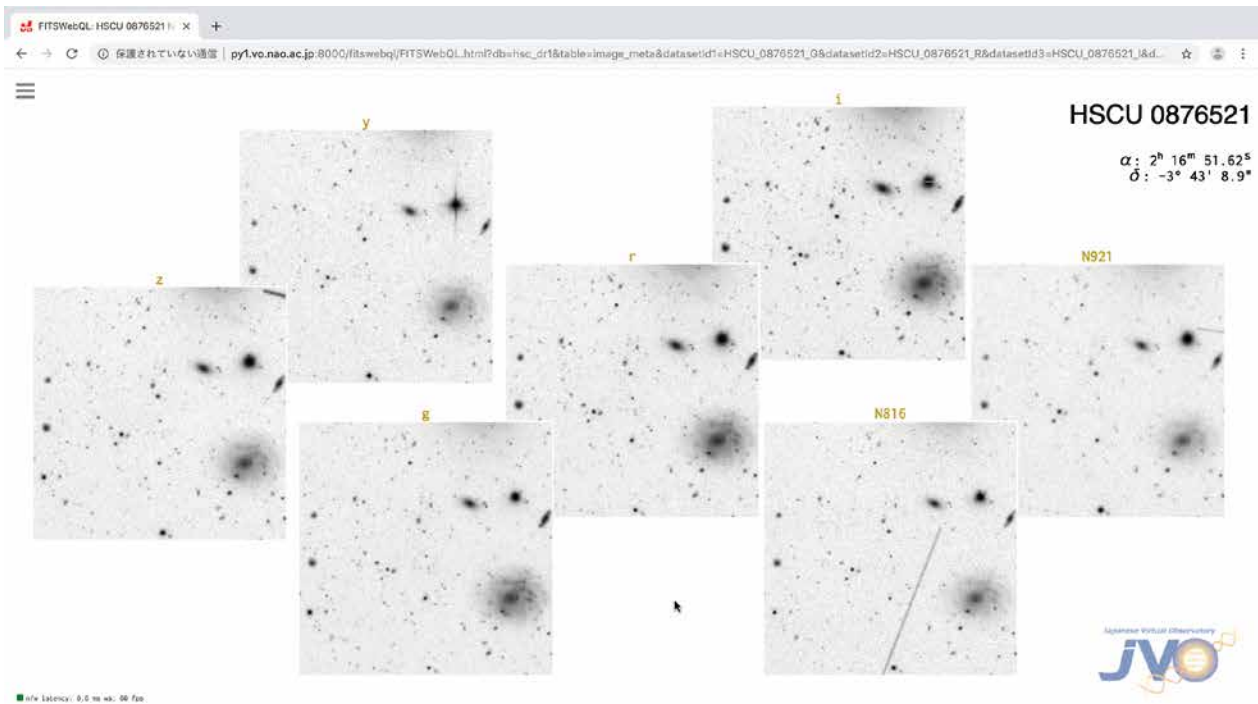 FITSWebQL: HSCU 0876521
保護されていない通信 | py1.vo.nao.ac.jp:8000/fitswebql/FITSWebQL.html?db=hsc_dr1&table=image_meta&datasetId1=HSCU_0876521_G&datasetId2=HSCU_0876521_R&datasetId3=HSCU_0876521_I&d...
HSCU 0876521
α: 2ʰ 16ᵐ 51.62ˢ
δ: -3° 43' 8.9"
i
y
r
N921
z
g
N816
Japanese Virtual Observatory
JVO